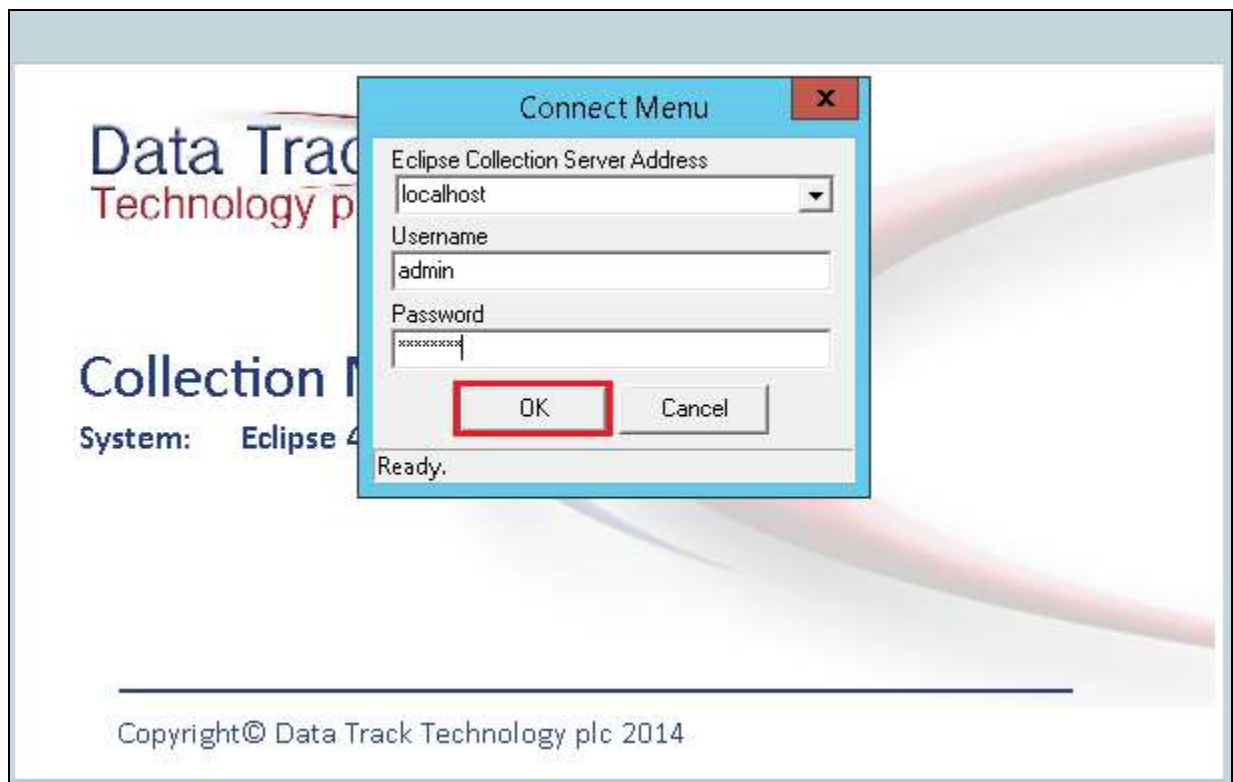 Connect Menu
x
Eclipse Collection Server Address
localhost
Username
admin
Password
xxxxxxxx
OK
Cancel
Ready.
Data Trac
Technology p
Collection
System: Eclipse 4
Copyright© Data Track Technology plc 2014